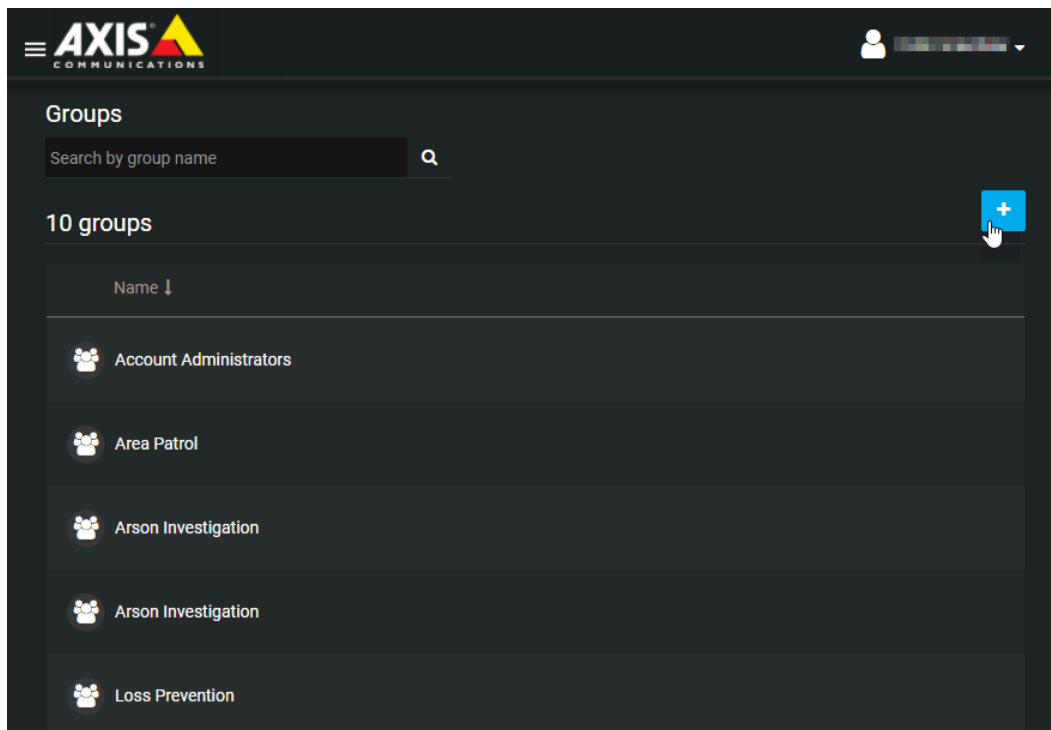 AXIS
COMMUNICATIONS
Groups
Search by group name
10 groups
Name
Account Administrators
Area Patrol
Arson Investigation
Arson Investigation
Loss Prevention